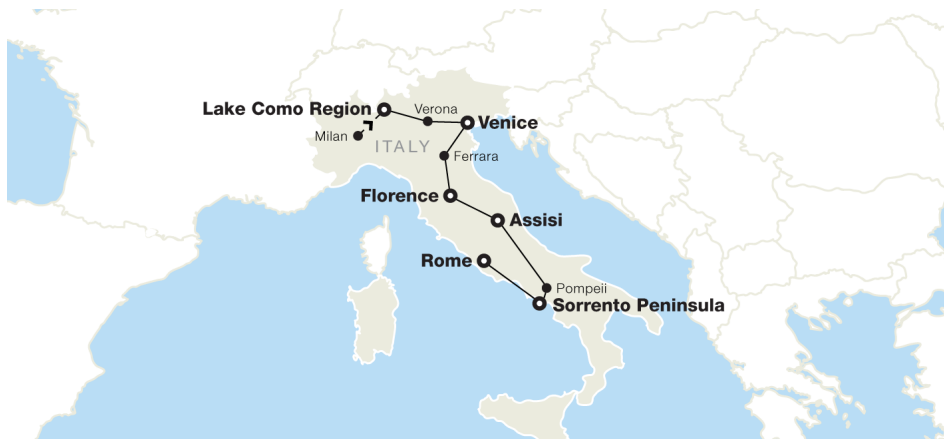 Lake Como Region
Verona
Venice
Milan
ITALY
Ferrara
Florence
Assisi
Rome
Pompeii
Sorrento Peninsula